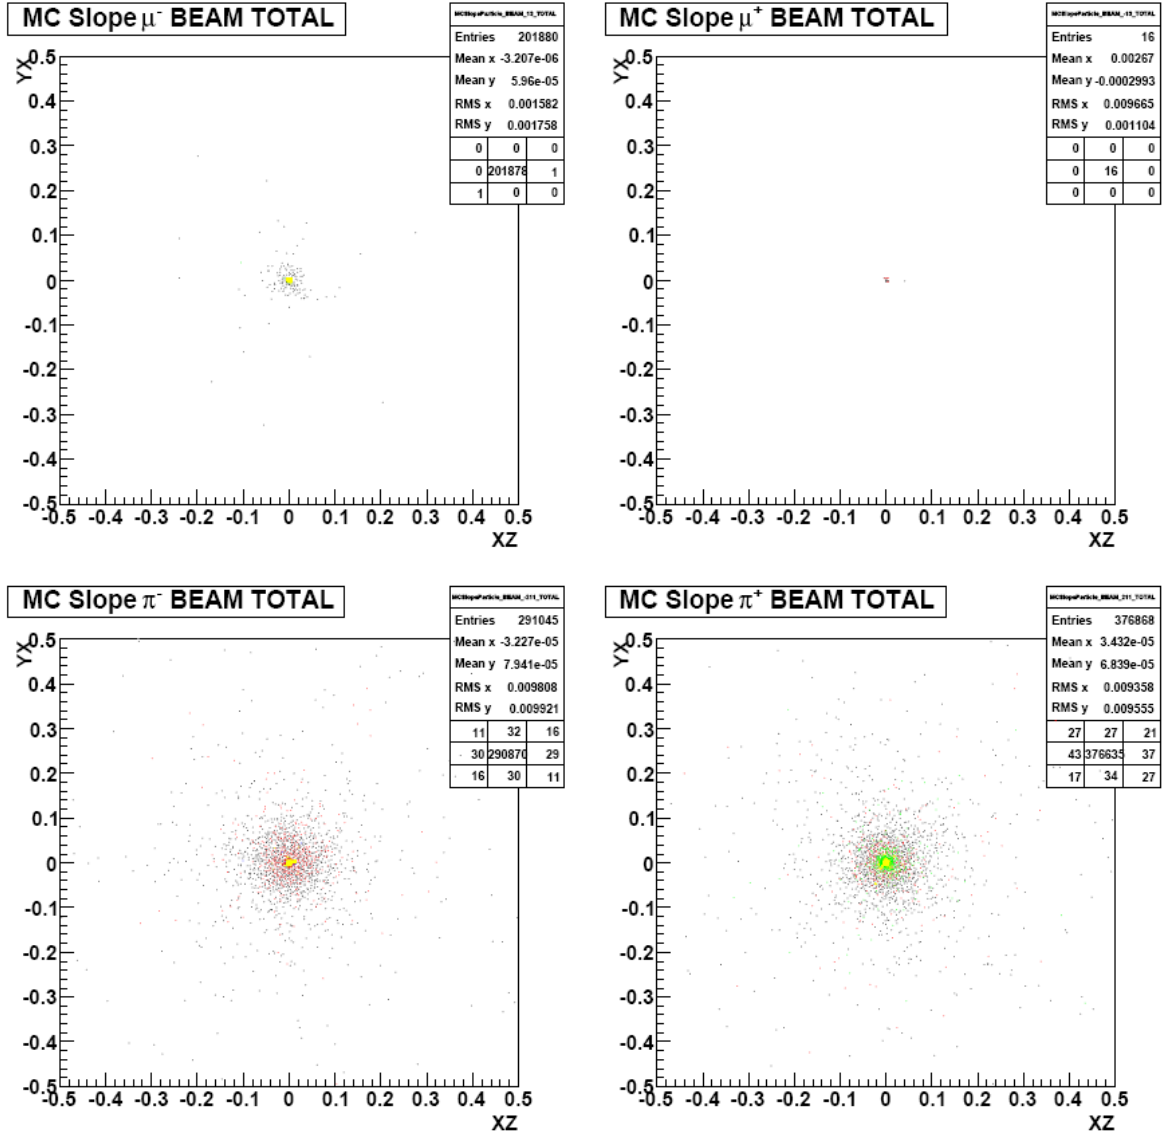 MC Slope μ- BEAM TOTAL
MCSlopeParticle_BEAM_13_TOTAL
Entries 201880
Mean x -3.207e-06
Mean y 5.96e-05
RMS x 0.001582
RMS y 0.001758
0 0 0
0 201878 1
1 0 0
YX
0.5
0.4
0.3
0.2
0.1
0
-0.1
-0.2
-0.3
-0.4
-0.5
-0.5 -0.4 -0.3 -0.2 -0.1 0 0.1 0.2 0.3 0.4 0.5
XZ
MC Slope μ+ BEAM TOTAL
MCSlopeParticle_BEAM_-13_TOTAL
Entries 16
Mean x 0.00267
Mean y -0.0002993
RMS x 0.009665
RMS y 0.001104
0 0 0
0 16 0
0 0 0
YX
0.5
0.4
0.3
0.2
0.1
0
-0.1
-0.2
-0.3
-0.4
-0.5
-0.5 -0.4 -0.3 -0.2 -0.1 0 0.1 0.2 0.3 0.4 0.5
XZ
MC Slope π- BEAM TOTAL
MCSlopeParticle_BEAM_-211_TOTAL
Entries 291045
Mean x -3.227e-05
Mean y 7.941e-05
RMS x 0.009808
RMS y 0.009921
11 32 16
30 290870 29
16 30 11
YX
0.5
0.4
0.3
0.2
0.1
0
-0.1
-0.2
-0.3
-0.4
-0.5
-0.5 -0.4 -0.3 -0.2 -0.1 0 0.1 0.2 0.3 0.4 0.5
XZ
MC Slope π+ BEAM TOTAL
MCSlopeParticle_BEAM_211_TOTAL
Entries 376868
Mean x 3.432e-05
Mean y 6.839e-05
RMS x 0.009358
RMS y 0.009555
27 27 21
43 376635 37
17 34 27
YX
0.5
0.4
0.3
0.2
0.1
0
-0.1
-0.2
-0.3
-0.4
-0.5
-0.5 -0.4 -0.3 -0.2 -0.1 0 0.1 0.2 0.3 0.4 0.5
XZ